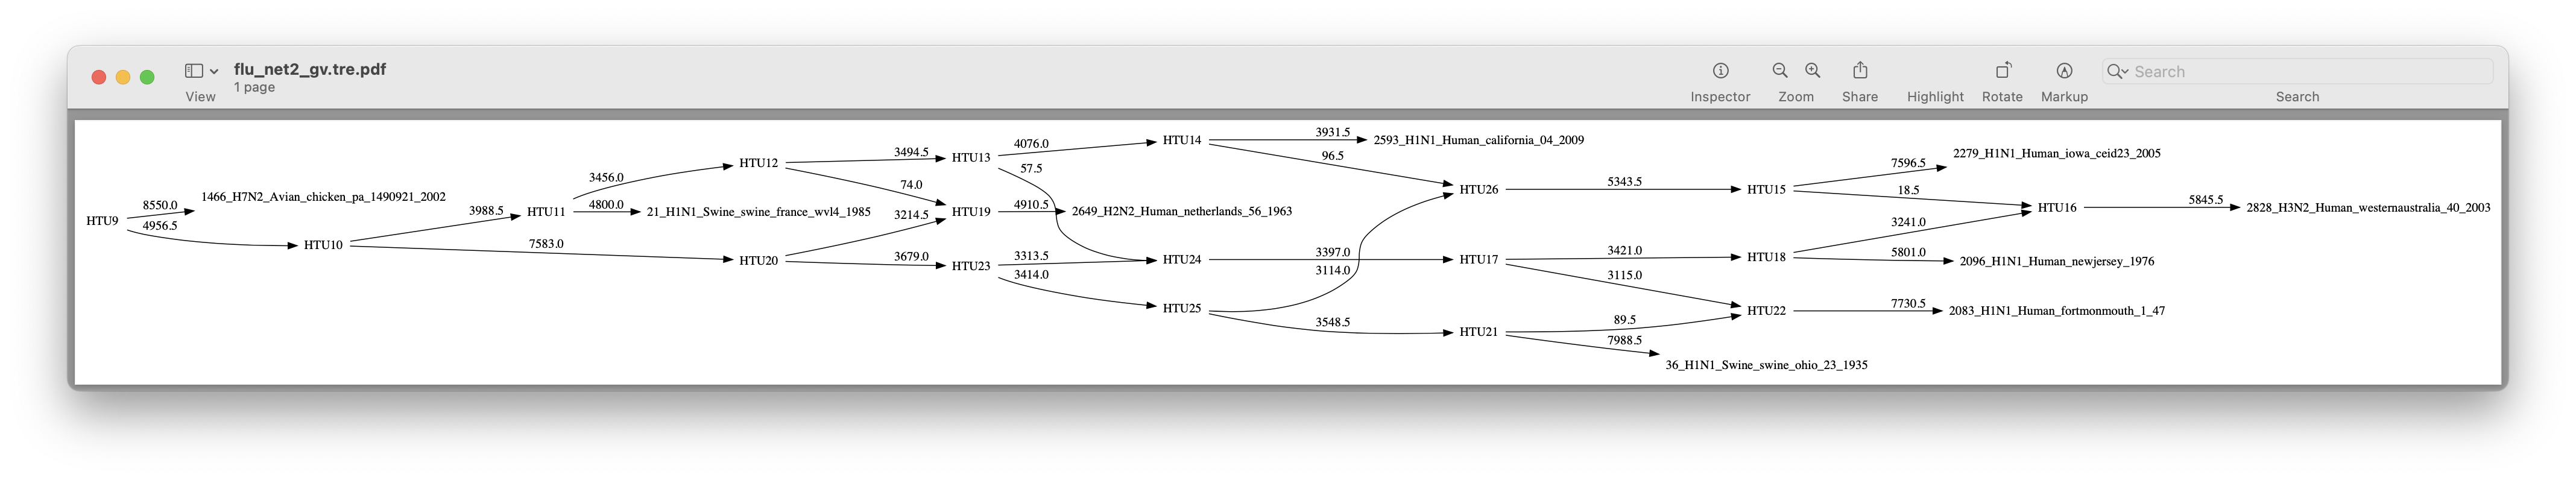 flu_net2_gv.tre.pdf
1 page
View
Inspector
Zoom
Share
Highlight
Rotate
Markup
Search
Search
HTU9
8550.0
4956.5
1466_H7N2_Avian_chicken_pa_1490921_2002
HTU10
3988.5
7583.0
HTU11
3456.0
4800.0
21_H1N1_Swine_swine_france_wvl4_1985
HTU12
3494.5
74.0
HTU20
3214.5
3679.0
HTU13
4076.0
57.5
HTU19
4910.5
2649_H2N2_Human_netherlands_56_1963
HTU23
3313.5
3414.0
HTU14
3931.5
96.5
2593_H1N1_Human_california_04_2009
HTU24
3397.0
HTU25
3114.0
3548.5
HTU26
5343.5
HTU17
3421.0
3115.0
HTU21
89.5
7988.5
36_H1N1_Swine_swine_ohio_23_1935
HTU15
7596.5
18.5
2279_H1N1_Human_iowa_ceid23_2005
HTU18
3241.0
5801.0
2096_H1N1_Human_newjersey_1976
HTU22
7730.5
2083_H1N1_Human_fortmonmouth_1_47
HTU16
5845.5
2828_H3N2_Human_westernaustralia_40_2003